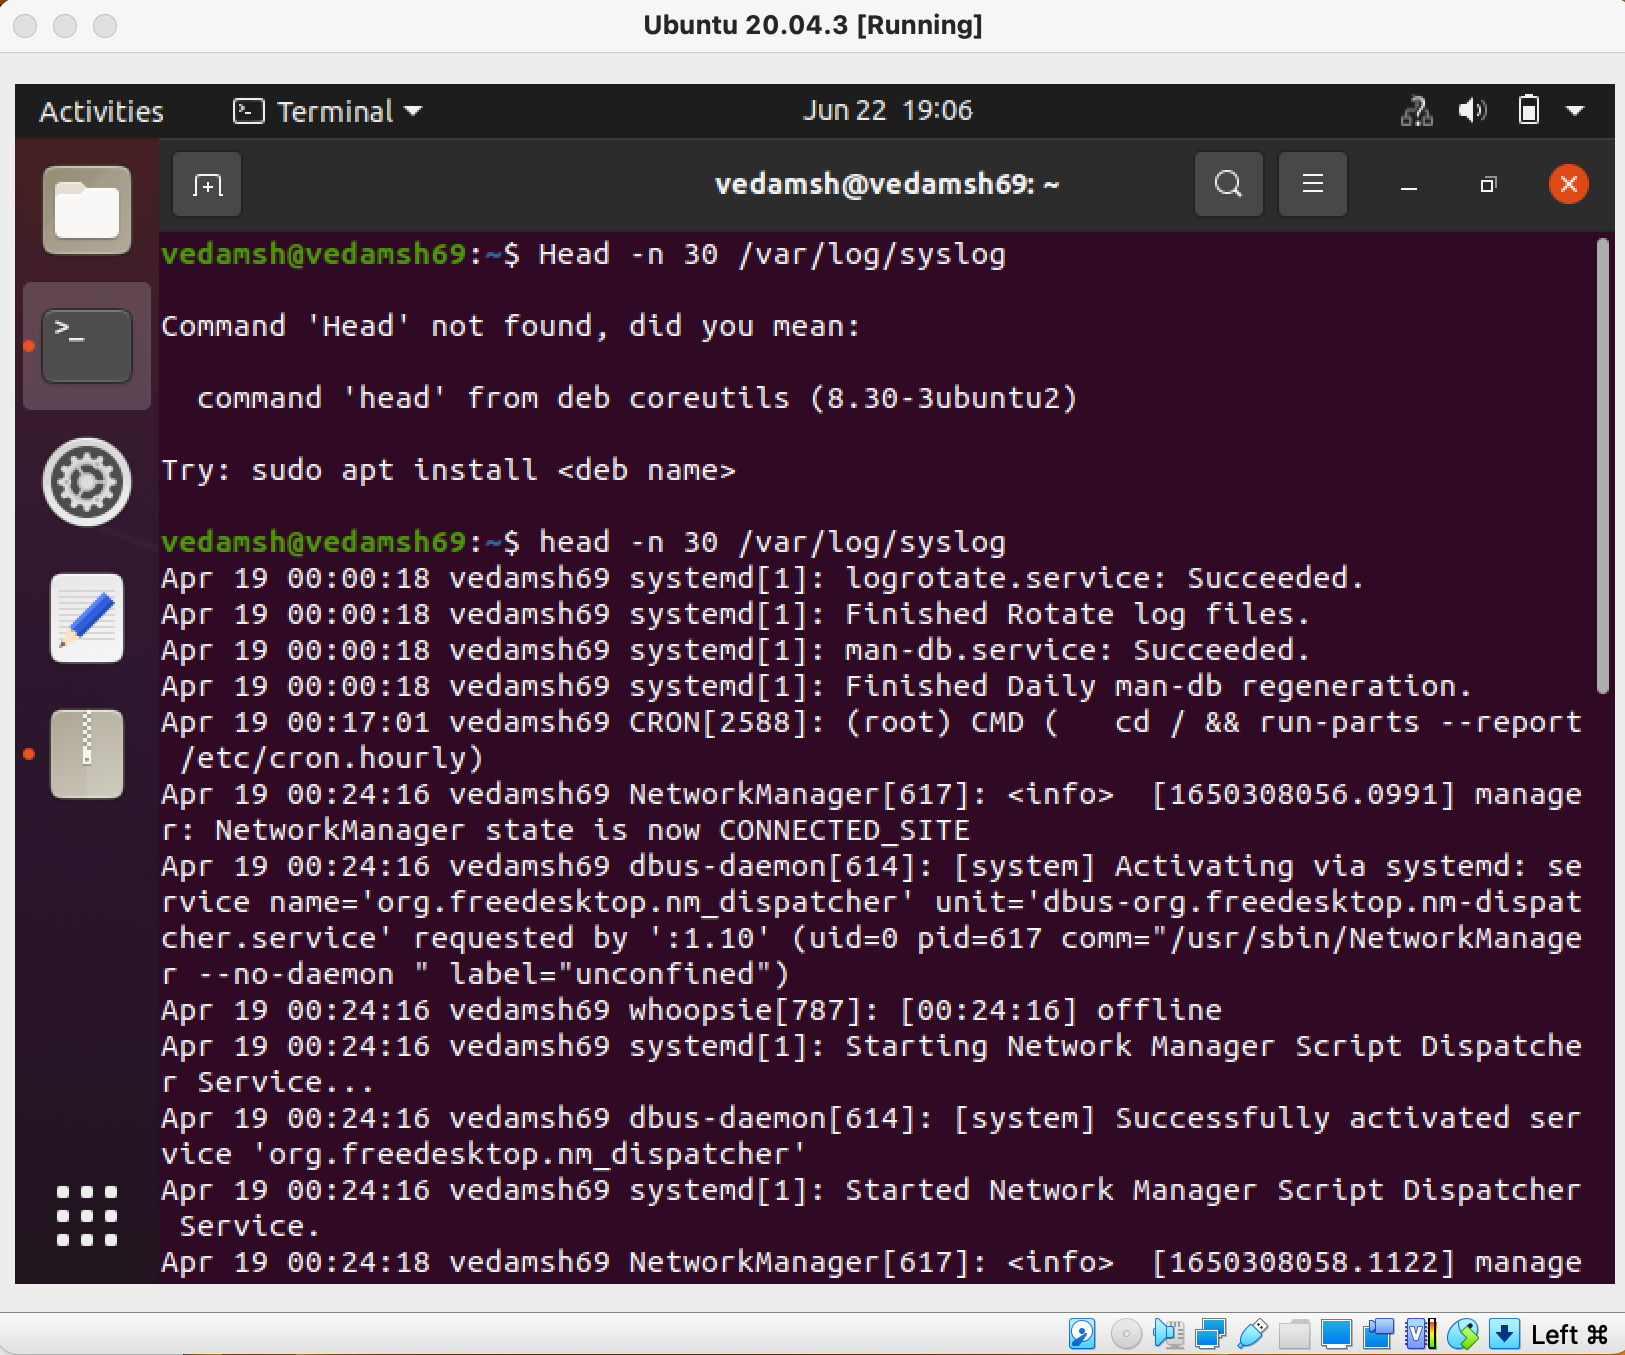 Ubuntu 20.04.3 [Running]
Activities
Terminal
Jun 22 19:06
vedamsh@vedamsh69: ~
vedamsh@vedamsh69:~$ Head -n 30 /var/log/syslog
Command 'Head' not found, did you mean:
command 'head' from deb coreutils (8.30-3ubuntu2)
Try: sudo apt install <deb name>
vedamsh@vedamsh69:~$ head -n 30 /var/log/syslog
Apr 19 00:00:18 vedamsh69 systemd[1]: logrotate.service: Succeeded.
Apr 19 00:00:18 vedamsh69 systemd[1]: Finished Rotate log files.
Apr 19 00:00:18 vedamsh69 systemd[1]: man-db.service: Succeeded.
Apr 19 00:00:18 vedamsh69 systemd[1]: Finished Daily man-db regeneration.
Apr 19 00:17:01 vedamsh69 CRON[2588]: (root) CMD (   cd / && run-parts --report
/etc/cron.hourly)
Apr 19 00:24:16 vedamsh69 NetworkManager[617]: <info>  [1650308056.0991] manage
r: NetworkManager state is now CONNECTED_SITE
Apr 19 00:24:16 vedamsh69 dbus-daemon[614]: [system] Activating via systemd: se
rvice name='org.freedesktop.nm_dispatcher' unit='dbus-org.freedesktop.nm-dispat
cher.service' requested by ':1.10' (uid=0 pid=617 comm="/usr/sbin/NetworkManage
r --no-daemon " label="unconfined")
Apr 19 00:24:16 vedamsh69 whoopsie[787]: [00:24:16] offline
Apr 19 00:24:16 vedamsh69 systemd[1]: Starting Network Manager Script Dispatche
r Service...
Apr 19 00:24:16 vedamsh69 dbus-daemon[614]: [system] Successfully activated ser
vice 'org.freedesktop.nm_dispatcher'
Apr 19 00:24:16 vedamsh69 systemd[1]: Started Network Manager Script Dispatcher
Service.
Apr 19 00:24:18 vedamsh69 NetworkManager[617]: <info>  [1650308058.1122] manage
Left ⌘